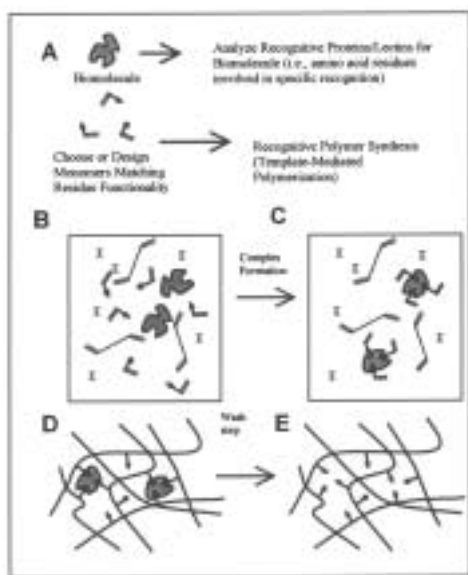 A
Biomolecule
Analyze Recognitive Proteins/Lectins for
Biomolecule (i.e., amino acid residues
involved in specific recognition)
Choose or Design
Monomers Matching
Residue Functionality
Recognitive Polymer Synthesis
(Template-Mediated
Polymerization)
B
C
I I
I
I I
I I
I
Complex
Formation
I I
I
I
I
I
D
Wash
step
E